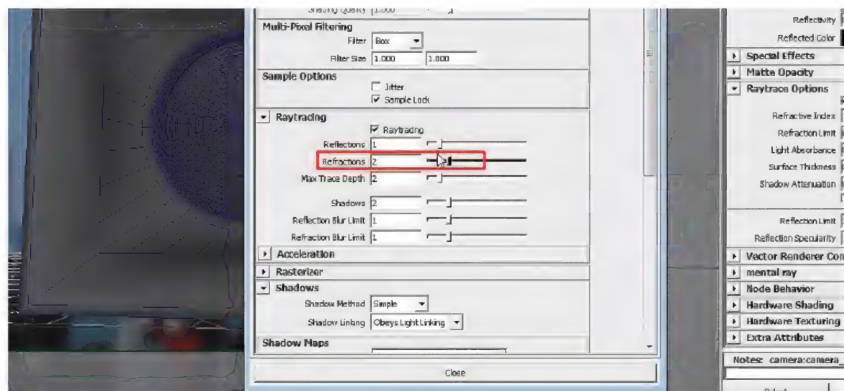 Shading Quality 1.000
Multi-Pixel Filtering
Filter Box
Filter Size 1.000 1.000
Sample Options
Jitter
Sample Lock
Raytracing
Raytracing
Reflections 1
Refractions 2
Max Trace Depth 2
Shadows 2
Reflection Blur Limit 1
Refraction Blur Limit 1
Acceleration
Rasterizer
Shadows
Shadow Method Simple
Shadow Linking Obeys Light Linking
Shadow Maps
Close
Reflectivity
Reflected Color
Special Effects
Matte Opacity
Raytrace Options
Refractive Index
Refraction Limit
Light Absorbance
Surface Thickness
Shadow Attenuation
Reflection Limit
Reflection Specularity
Vector Renderer Con
mental ray
Node Behavior
Hardware Shading
Hardware Texturing
Extra Attributes
Notes: camera:camera_